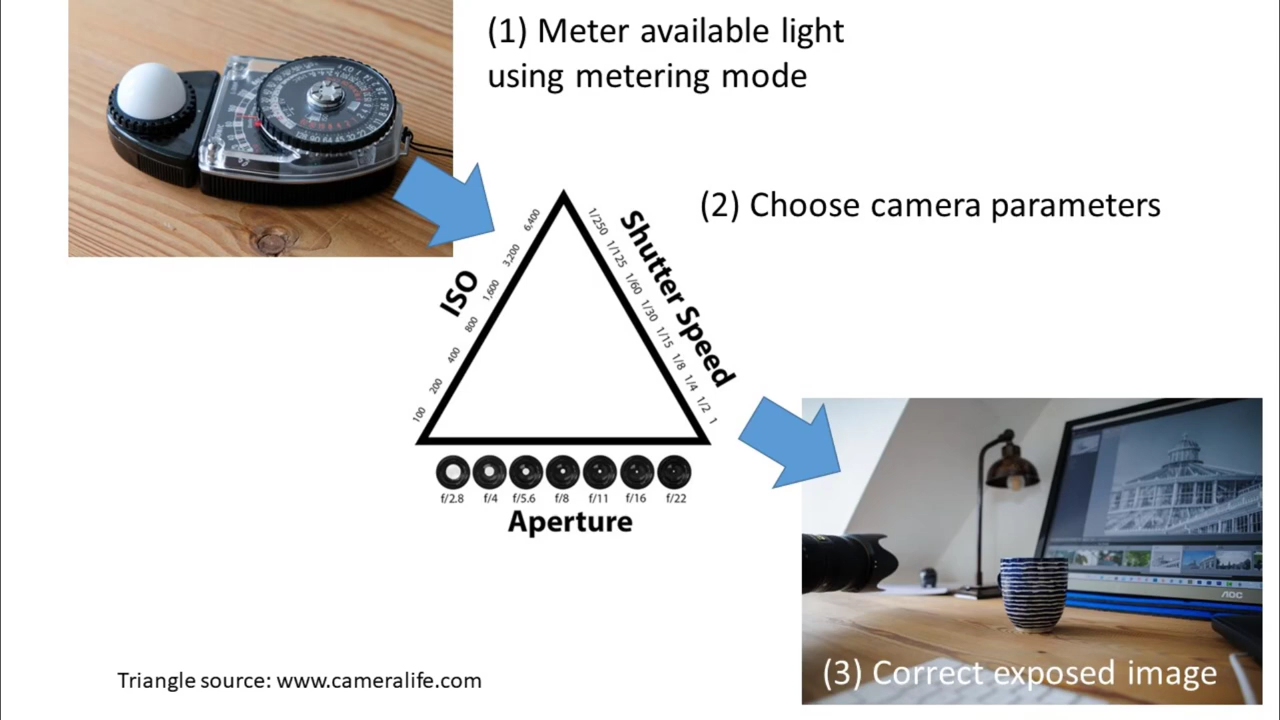 (1) Meter available light
using metering mode
(2) Choose camera parameters
ISO
6,400
3,200
1,600
800
400
200
100
Shutter Speed
1/250
1/125
1/60
1/30
1/15
1/8
1/4
1/2
1
f/2.8 f/4 f/5.6 f/8 f/11 f/16 f/22
Aperture
AOC
(3) Correct exposed image
Triangle source: www.cameralife.com